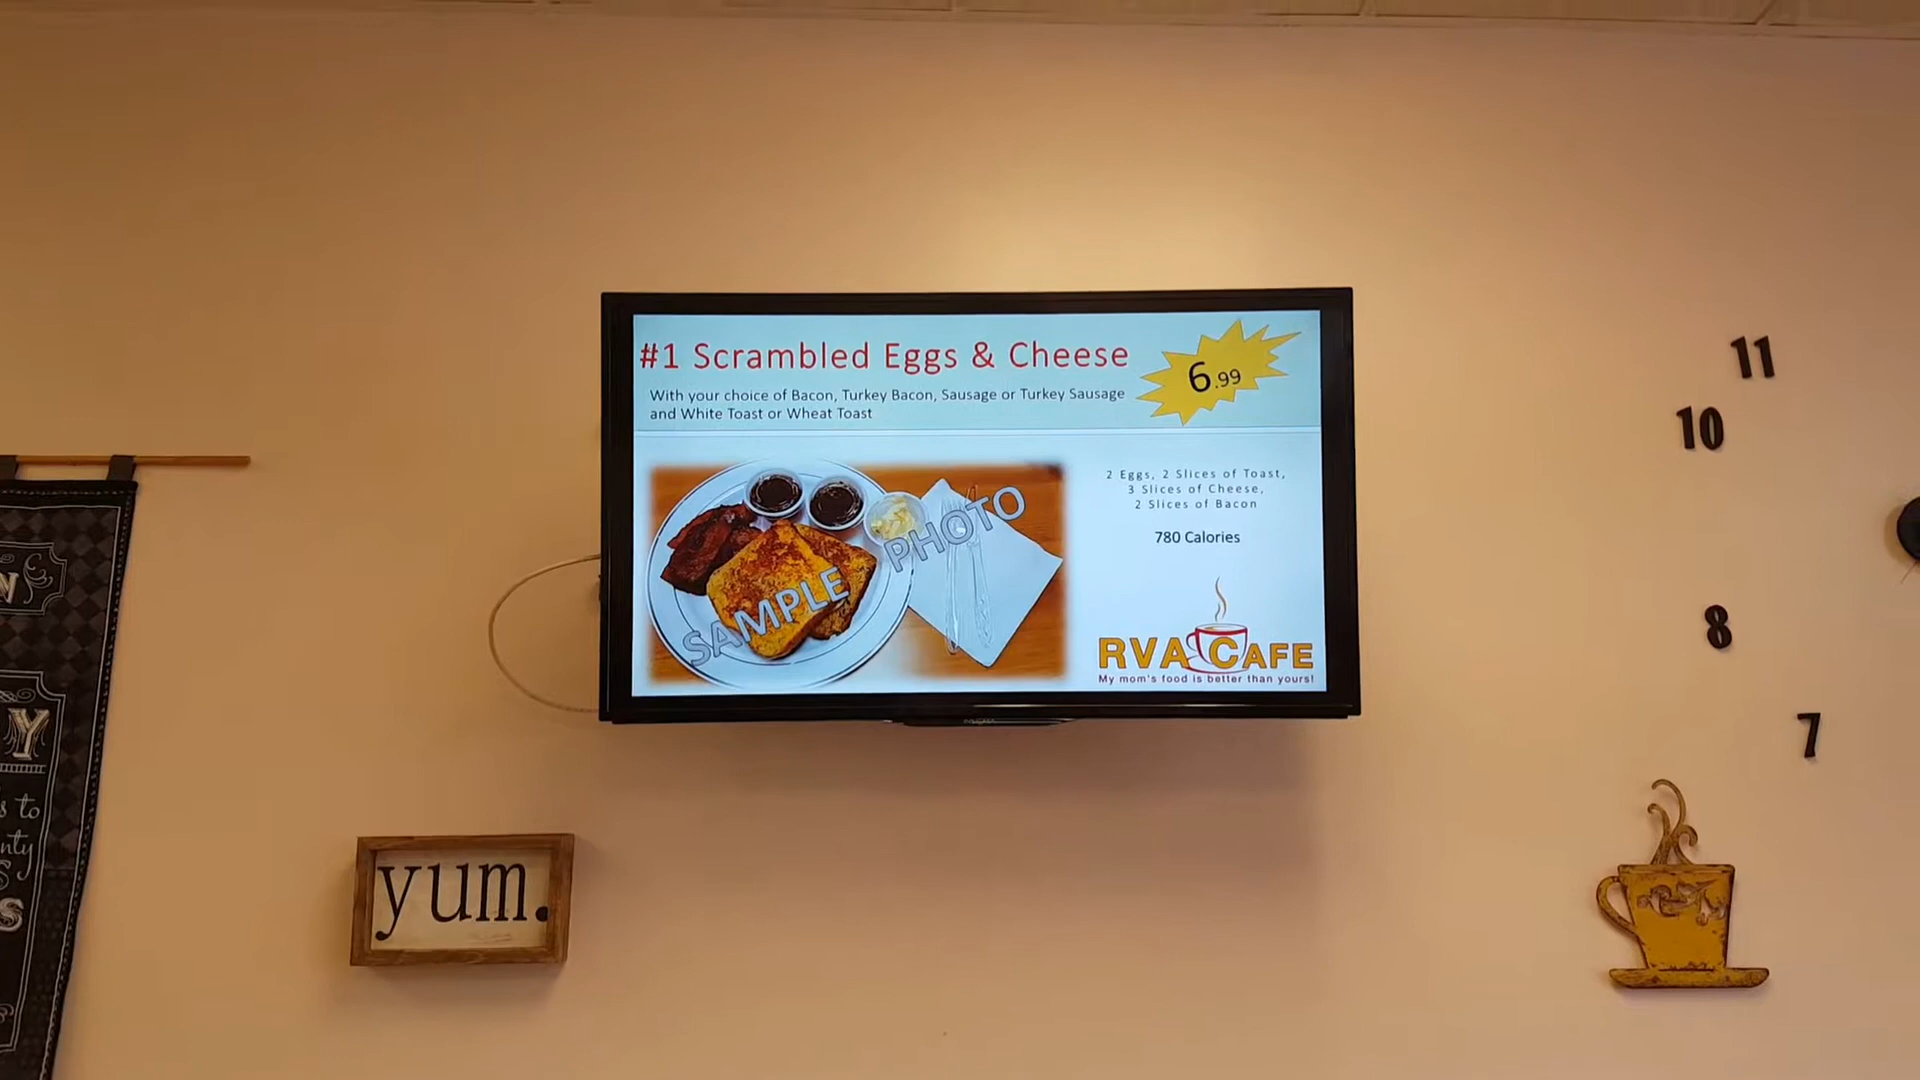 #1 Scrambled Eggs & Cheese
6.99
With your choice of Bacon, Turkey Bacon, Sausage or Turkey Sausage
and White Toast or Wheat Toast
2 Eggs, 2 Slices of Toast,
3 Slices of Cheese,
2 Slices of Bacon
780 Calories
SAMPLE PHOTO
RVA CAFE
My mom's food is better than yours!
11
10
8
7
yum.
N
Y
s to
nty
S
s